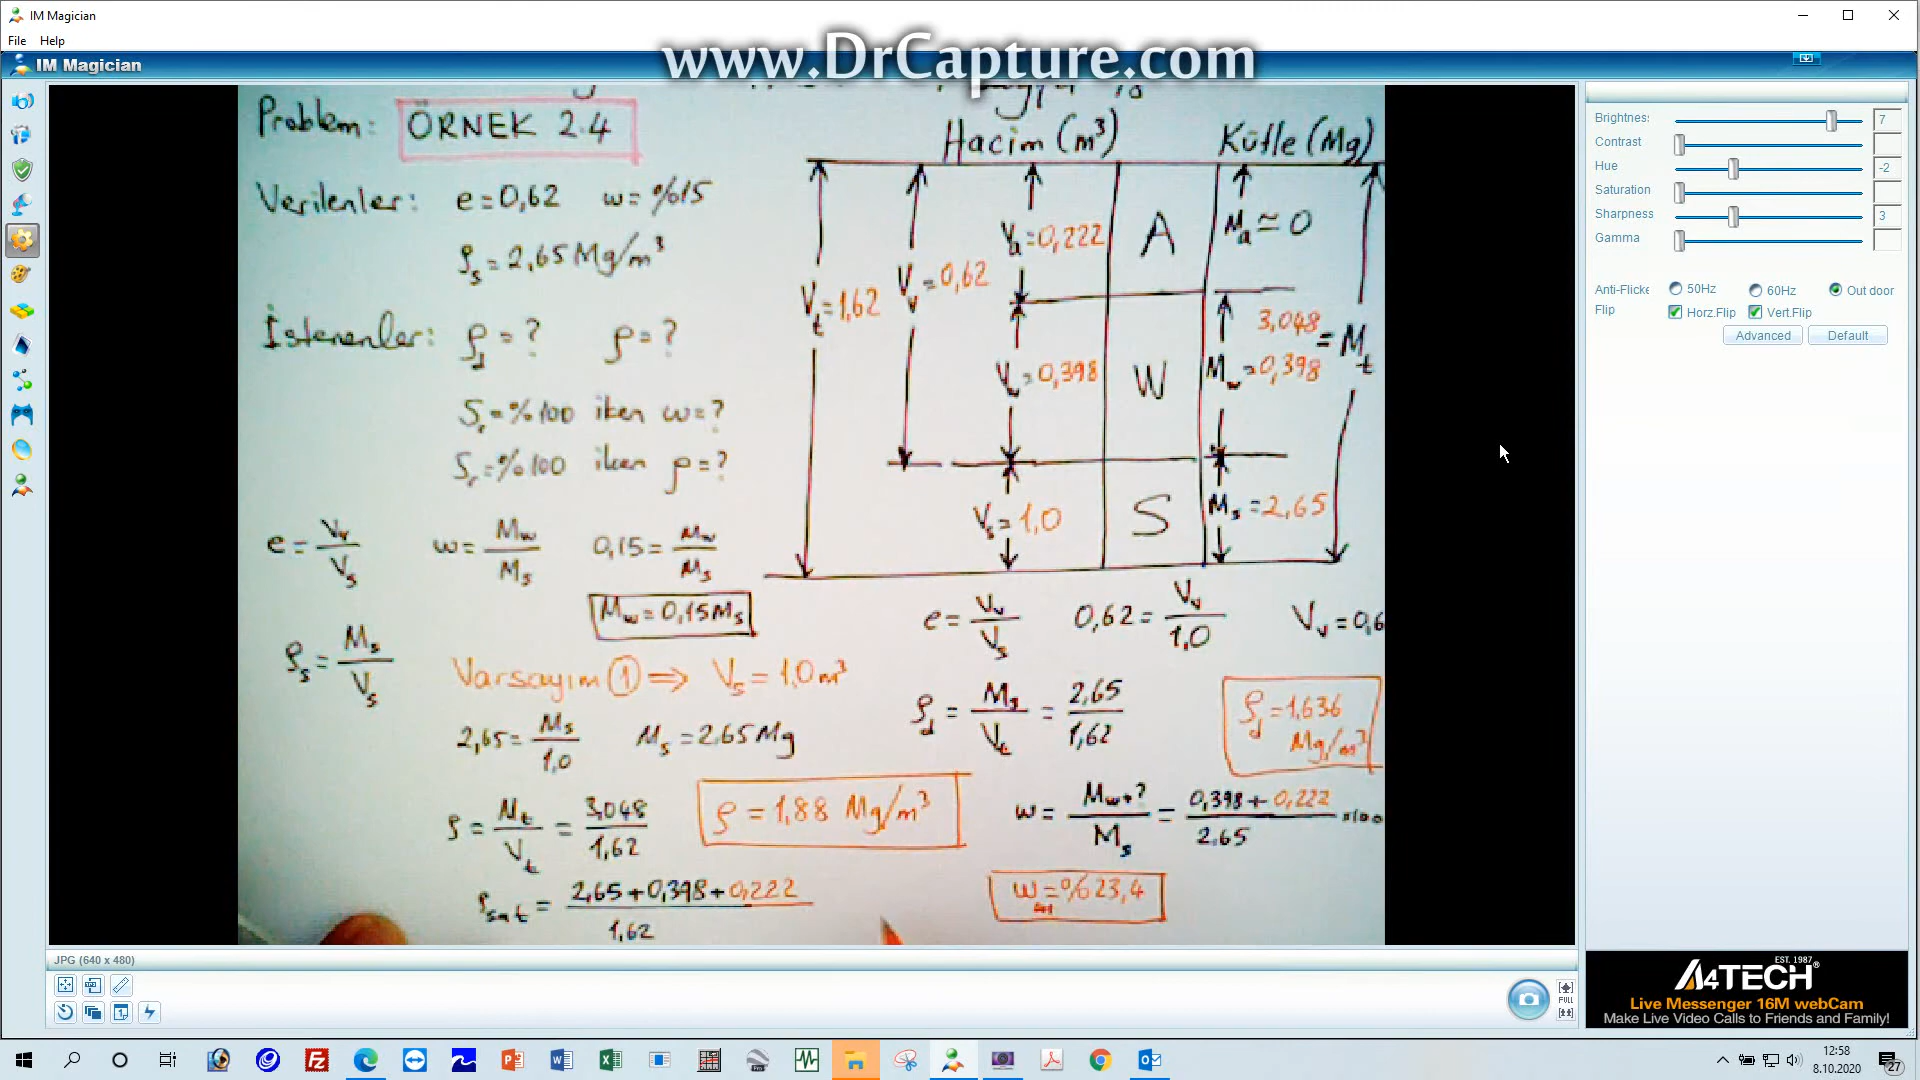 IM Magician
File Help
www.DrCapture.com
IM Magician
Problem: ÖRNEK 2.4
Verilenler: e=0,62 w=%15
ρs=2,65 Mg/m³
İstenenler: ρd=? ρ=?
Sr=%100 iken w=?
Sr=%100 iken ρ=?
Hacim (m³) Kütle (Mg)
Vt=1,62
Vv=0,62
Va=0,222
A
Ma≃0
Vw=0,398
W
3,048=Mt
Mw=0,398
Vs=1,0
S
Ms=2,65
e=Vv/Vs w=Mw/Ms 0,15=Mw/Ms
Mw=0,15Ms
ρs=Ms/Vs
Varsayım ① ⇒ Vs=1,0m³
2,65=Ms/1,0 Ms=2,65Mg
ρ=Mt/Vt=3,048/1,62 ρ=1,88 Mg/m³
ρsat=2,65+0,398+0,222/1,62
e=Vv/Vs 0,62=Vv/1,0 Vv=0,6
ρd=Ms/Vt=2,65/1,62 ρd=1,636 Mg/m³
w=Mw+?/Ms=0,398+0,222/2.65 *100
w=%23,4
Brightness 7
Contrast
Hue -2
Saturation
Sharpness 3
Gamma
Anti-Flicke 50Hz 60Hz Out door
Flip Horz.Flip Vert.Flip
Advanced Default
JPG (640 x 480)
FULL
EST. 1987
A4TECH®
Live Messenger 16M webCam
Make Live Video Calls to Friends and Family!
12:58
8.10.2020
27